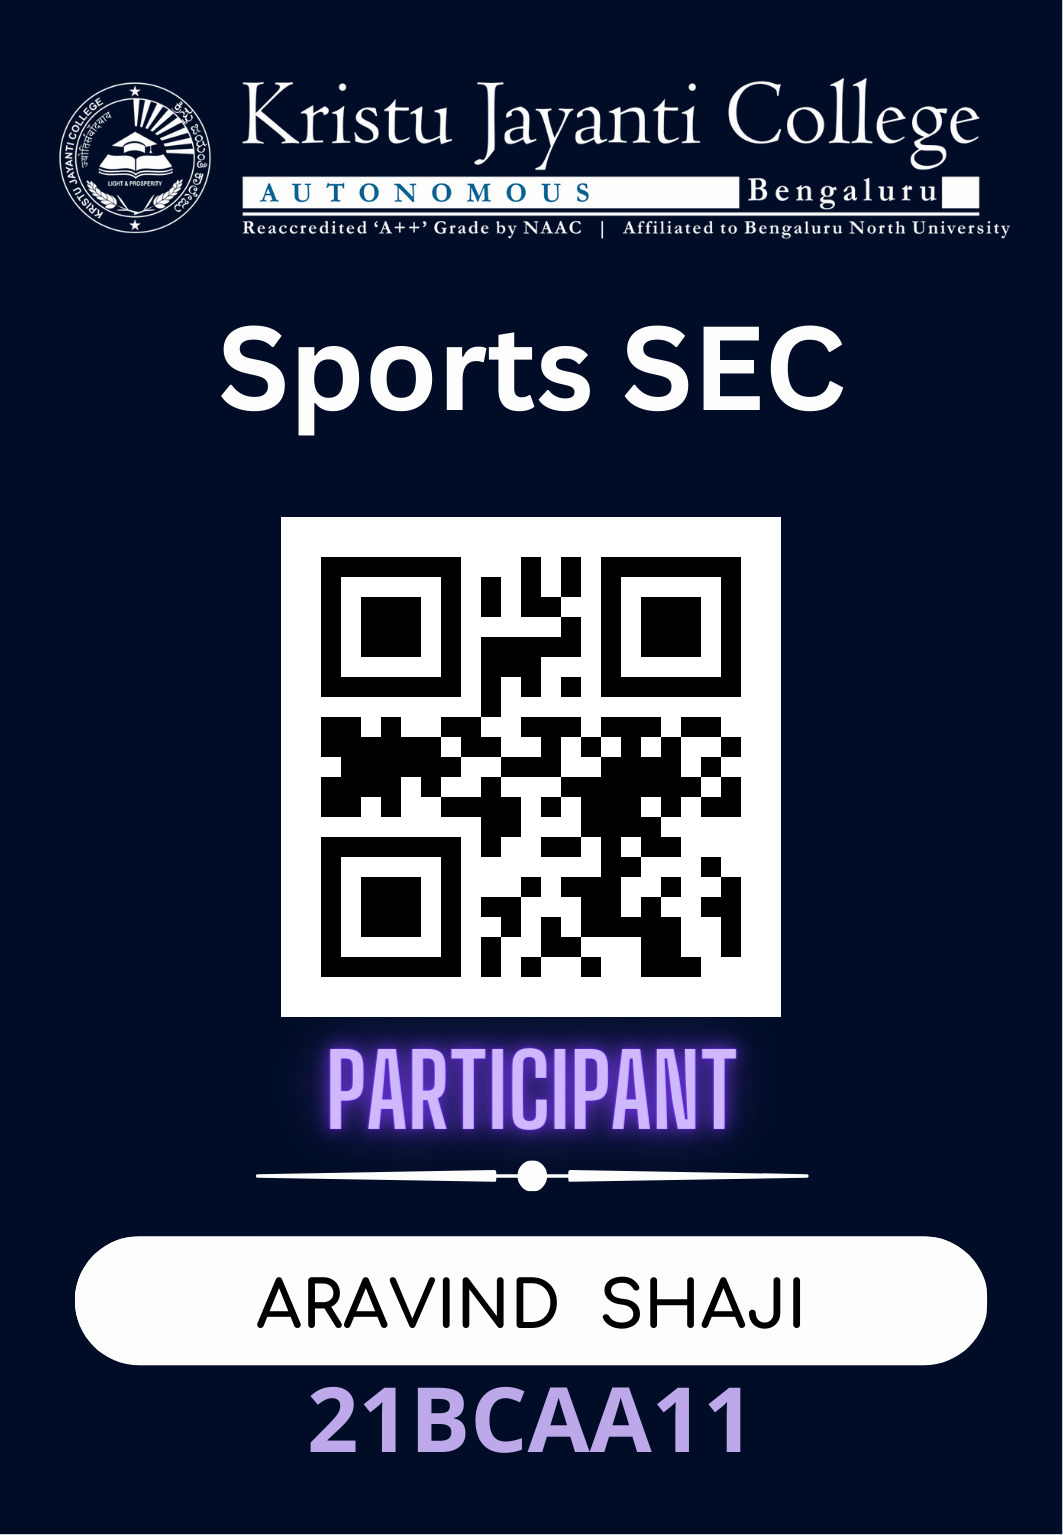 Kristu Jayanti College
AUTONOMOUS Bengaluru
Reaccredited ‘A++’ Grade by NAAC | Affiliated to Bengaluru North University
KRISTU JAYANTI COLLEGE
LIGHT & PROSPERITY
Sports SEC
PARTICIPANT
ARAVIND SHAJI
21BCAA11